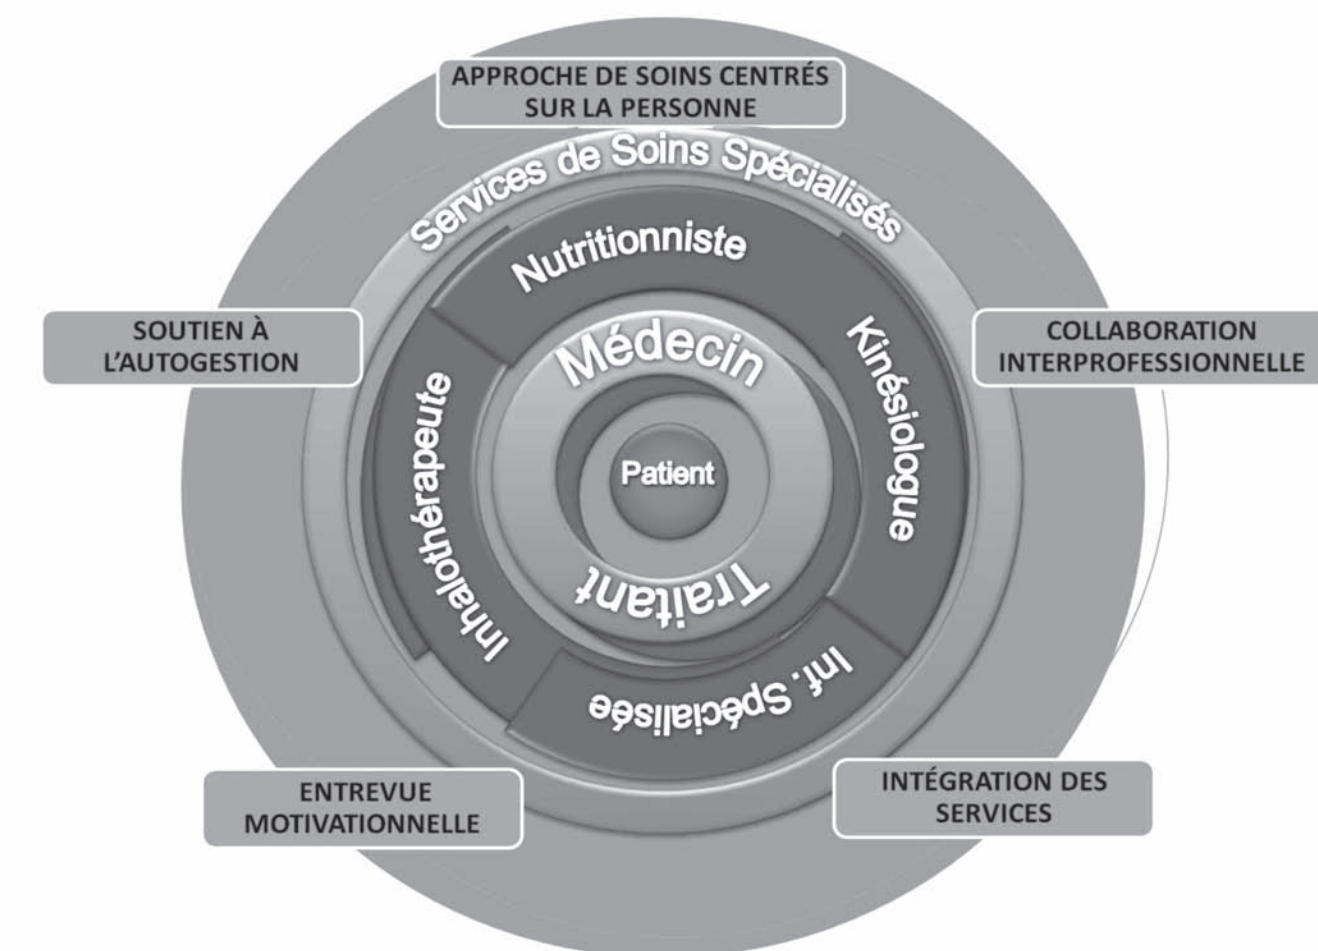 APPROCHE DE SOINS CENTRÉS
SUR LA PERSONNE
Services de Soins Spécialisés
Nutritionniste
SOUTIEN À
L'AUTOGESTION
COLLABORATION
INTERPROFESSIONNELLE
Médecin
Kinésiologue
Inhalothérapeute
Patient
Traitant
Inf. Spécialisée
ENTREVUE
MOTIVATIONNELLE
INTÉGRATION DES
SERVICES